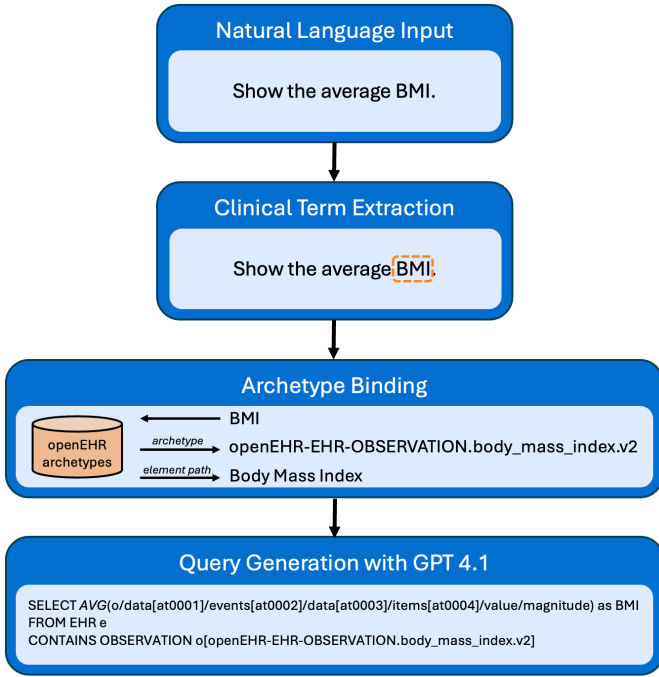 Natural Language Input
Show the average BMI.
Clinical Term Extraction
Show the average BMI.
Archetype Binding
openEHR
archetypes
BMI
archetype
openEHR-EHR-OBSERVATION.body_mass_index.v2
element path
Body Mass Index
Query Generation with GPT 4.1
SELECT AVG(o/data[at0001]/events[at0002]/data[at0003]/items[at0004]/value/magnitude) as BMI
FROM EHR e
CONTAINS OBSERVATION o[openEHR-EHR-OBSERVATION.body_mass_index.v2]